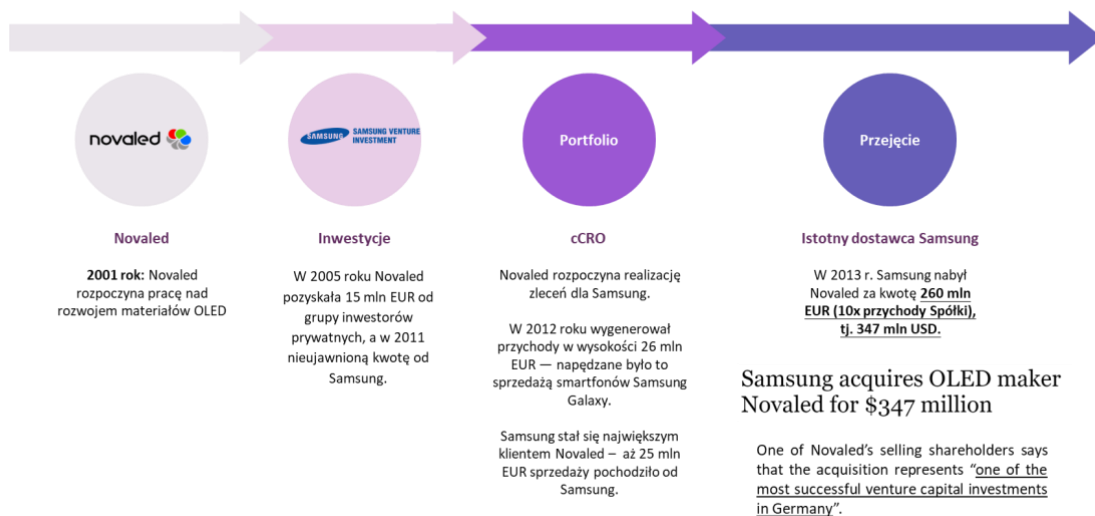 novaled
SAMSUNG
SAMSUNG VENTURE
INVESTMENT
Portfolio
Przejęcie
Novaled
2001 rok: Novaled
rozpoczyna pracę nad
rozwojem materiałów OLED
Inwestycje
W 2005 roku Novaled
pozyskała 15 mln EUR od
grupy inwestorów
prywatnych, a w 2011
nieujawnioną kwotę od
Samsung.
cCRO
Novaled rozpoczyna realizację
zleceń dla Samsung.
W 2012 roku wygenerował
przychody w wysokości 26 mln
EUR — napędzane było to
sprzedażą smartfonów Samsung
Galaxy.
Samsung stał się największym
klientem Novaled – aż 25 mln
EUR sprzedaży pochodziło od
Samsung.
Istotny dostawca Samsung
W 2013 r. Samsung nabył
Novaled za kwotę 260 mln
EUR (10x przychody Spółki),
tj. 347 mln USD.
Samsung acquires OLED maker
Novaled for $347 million
One of Novaled's selling shareholders says
that the acquisition represents “one of the
most successful venture capital investments
in Germany”.